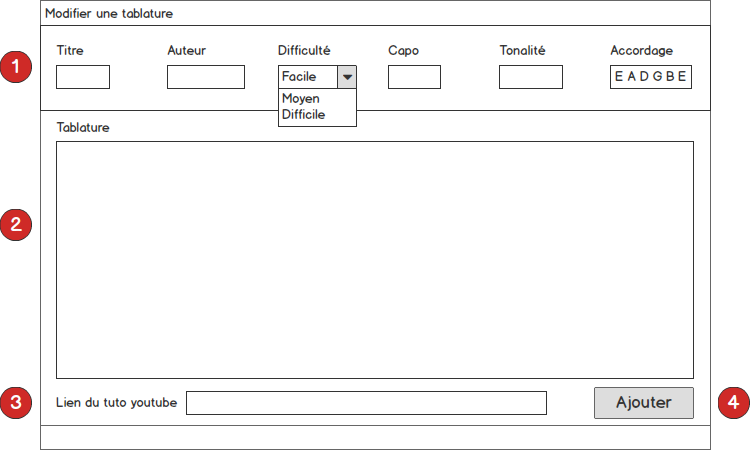 Modifier une tablature
Titre Auteur Difficulté Capo Tonalité Accordage
1 Facile E A D G B E
Moyen
Difficile
Tablature
2
3 Lien du tuto youtube Ajouter 4